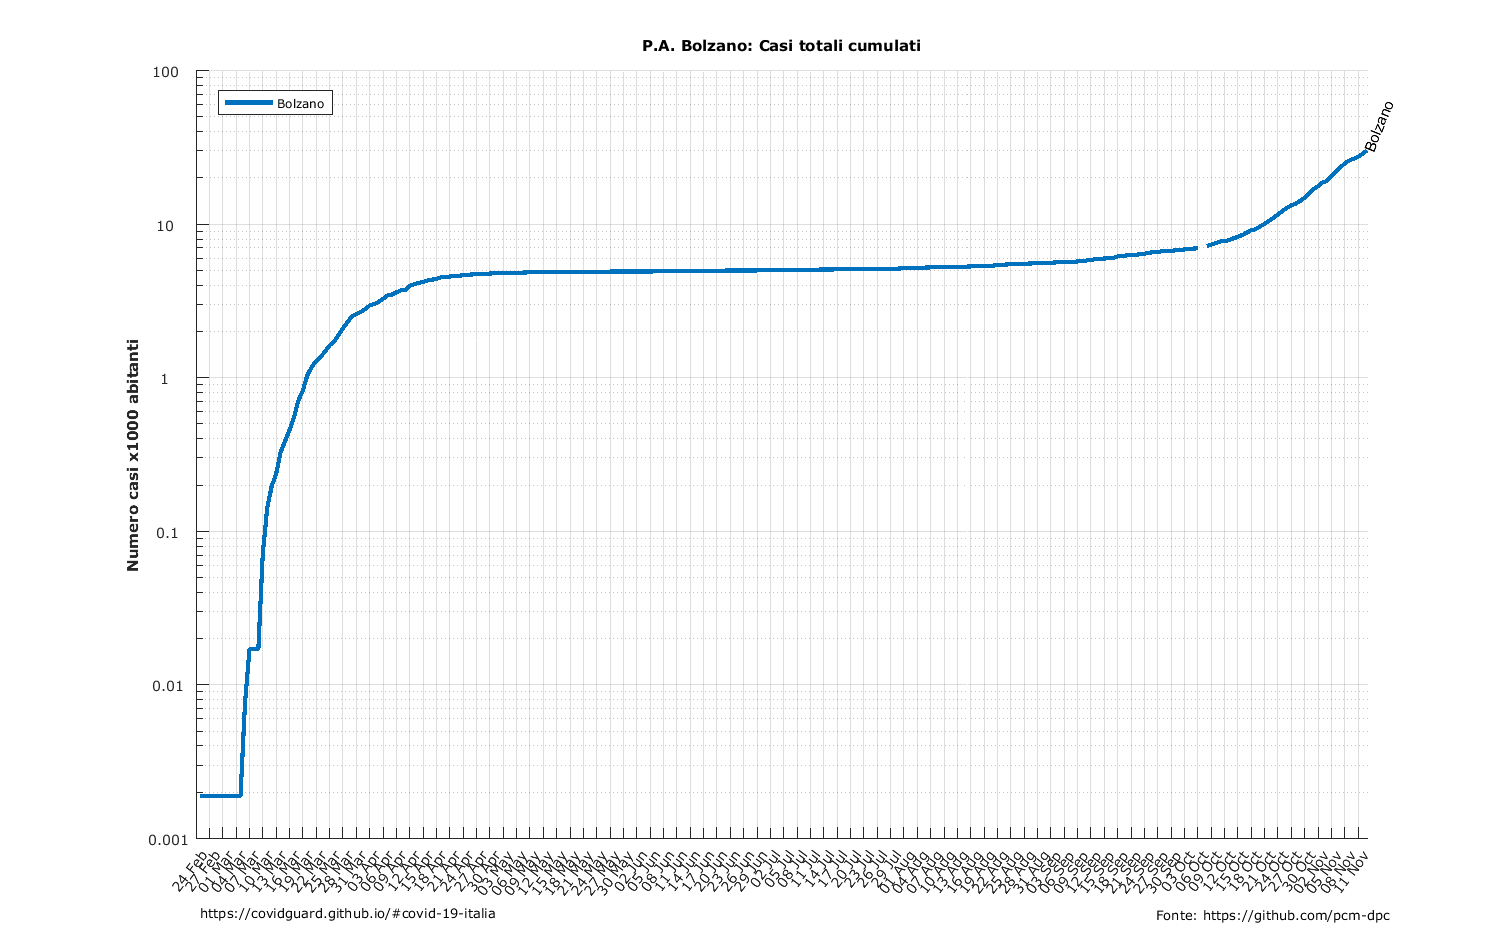 P.A. Bolzano: Casi totali cumulati
100
10
1
0.1
0.01
0.001
Numero casi x1000 abitanti
Bolzano
Bolzano
24 Feb
27 Feb
01 Mar
04 Mar
07 Mar
10 Mar
13 Mar
16 Mar
19 Mar
22 Mar
25 Mar
28 Mar
31 Mar
03 Apr
06 Apr
09 Apr
12 Apr
15 Apr
18 Apr
21 Apr
24 Apr
27 Apr
30 Apr
03 May
06 May
09 May
12 May
15 May
18 May
21 May
24 May
27 May
30 May
02 Jun
05 Jun
08 Jun
11 Jun
14 Jun
17 Jun
20 Jun
23 Jun
26 Jun
29 Jun
02 Jul
05 Jul
08 Jul
11 Jul
14 Jul
17 Jul
20 Jul
23 Jul
26 Jul
29 Jul
01 Aug
04 Aug
07 Aug
10 Aug
13 Aug
16 Aug
19 Aug
22 Aug
25 Aug
28 Aug
31 Aug
03 Sep
06 Sep
09 Sep
12 Sep
15 Sep
18 Sep
21 Sep
24 Sep
27 Sep
30 Sep
03 Oct
06 Oct
09 Oct
12 Oct
15 Oct
18 Oct
21 Oct
24 Oct
27 Oct
30 Oct
02 Nov
05 Nov
08 Nov
11 Nov
https://covidguard.github.io/#covid-19-italia
Fonte: https://github.com/pcm-dpc